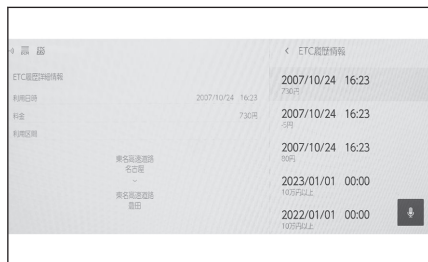 ETC履歴詳細情報
利用日時 2007/10/24 16:23
料金 730円
利用区間
東名高速道路
名古屋
～
東名高速道路
豊田
ETC履歴情報
2007/10/24 16:23
730円
2007/10/24 16:23
-5円
2007/10/24 16:23
80円
2023/01/01 00:00
10万円以上
2022/01/01 00:00
10万円以上